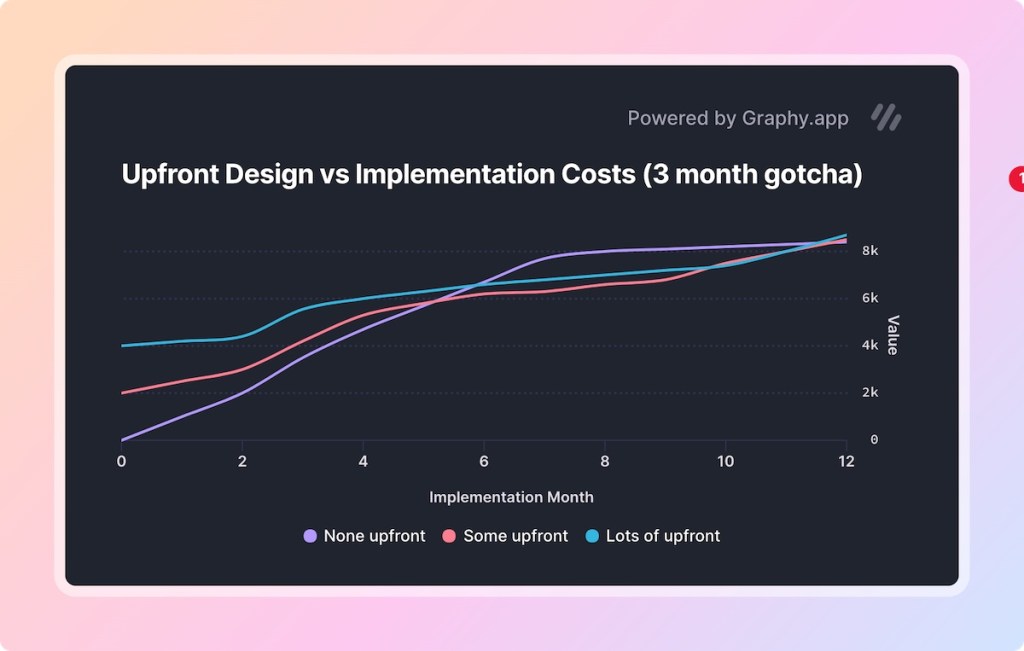 Powered by Graphy.app
Upfront Design vs Implementation Costs (3 month gotcha)
8k
6k
4k
2k
0
Value
0 2 4 6 8 10 12
Implementation Month
None upfront Some upfront Lots of upfront